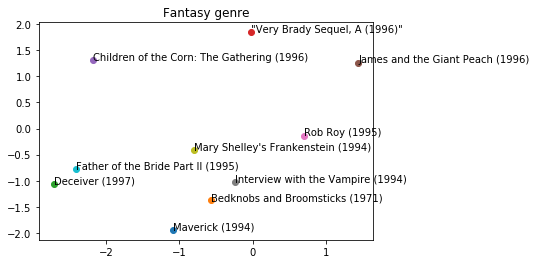 Fantasy genre
2.0
"Very Brady Sequel, A (1996)"
1.5
Children of the Corn: The Gathering (1996)
James and the Giant Peach (1996)
1.0
0.5
0.0
Rob Roy (1995)
Mary Shelley's Frankenstein (1994)
−0.5
Father of the Bride Part II (1995)
−1.0
Deceiver (1997)
Interview with the Vampire (1994)
Bedknobs and Broomsticks (1971)
−1.5
Maverick (1994)
−2.0
−2
−1
0
1